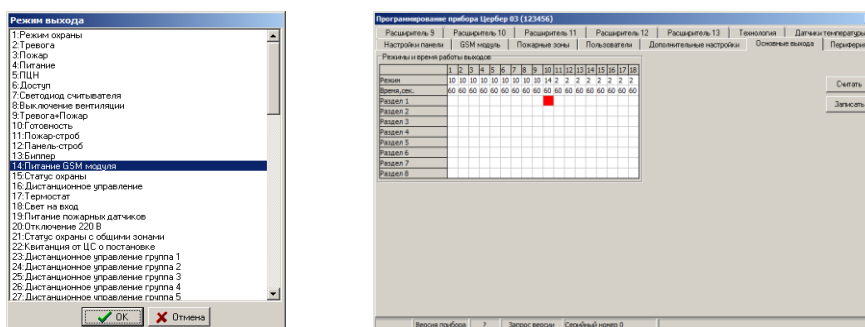 Режим выхода
1:Режим охраны
2:Тревога
3:Пожар
4:Питание
5:ПЦН
6:Доступ
7:Светодиод считывателя
8:Выключение вентиляции
9:Тревога+Пожар
10:Готовность
11:Пожар-строб
12:Панель-строб
13:Биппер
14:Питание GSM модуля
15:Статус охраны
16:Дистанционное управление
17:Термостат
18:Свет на вход
19:Питание пожарных датчиков
20:Отключение 220 В
21:Статус охраны с общими зонами
22:Квитанция от ЦС о постановке
23:Дистанционное управление группа 1
24:Дистанционное управление группа 2
25:Дистанционное управление группа 3
26:Дистанционное управление группа 4
27:Дистанционное управление группа 5
OK Отмена
Программирование прибора Цербер 03 (123456)
Расширитель 9 Расширитель 10 Расширитель 11 Расширитель 12 Расширитель 13 Технология Датчики температуры
Настройки панели GSM модуль Пожарные зоны Пользователи Дополнительные настройки Основные выхода Периферия
Режимы и время работы выходов
1 2 3 4 5 6 7 8 9 10 11 12 13 14 15 16 17 18
Режим 10 10 10 10 10 10 10 10 10 14 2 2 2 2 2 2 2 2
Время,сек. 60 60 60 60 60 60 60 60 60 60 60 60 60 60 60 60 60 60
Раздел 1
Раздел 2
Раздел 3
Раздел 4
Раздел 5
Раздел 6
Раздел 7
Раздел 8
Считать
Записать
Версия прибора ? Запрос версии Серийный номер 0